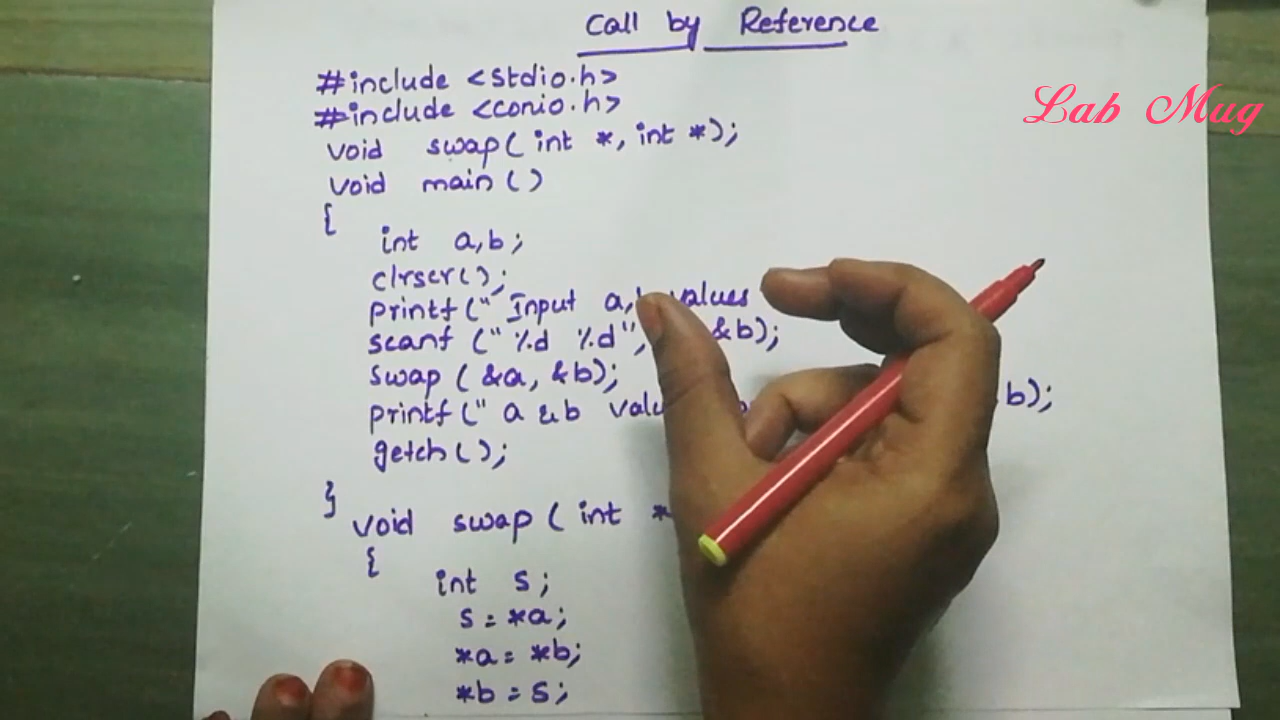 Call by Reference
Lab Mug
#include <stdio.h>
#include <conio.h>
void swap( int *, int *);
void main()
{
int a,b;
clrscr();
printf (" Input a, values
scanf (" %d %d", &b);
swap ( &a, &b);
printf (" a &b b);
getch();
}
void swap ( int *
{
int s;
s = *a;
*a = *b;
*b = s;